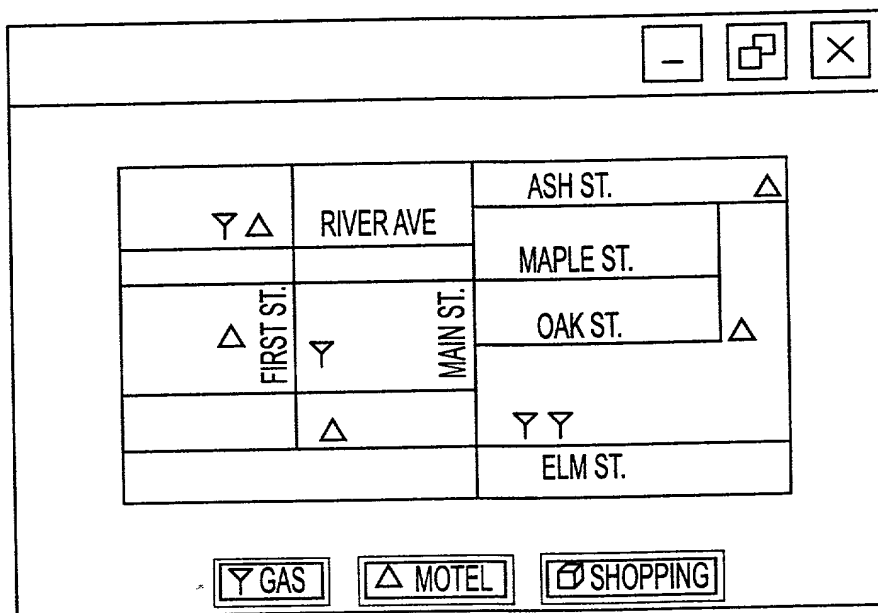 ASH ST.
RIVER AVE
MAPLE ST.
FIRST ST.
MAIN ST.
OAK ST.
ELM ST.
GAS
MOTEL
SHOPPING